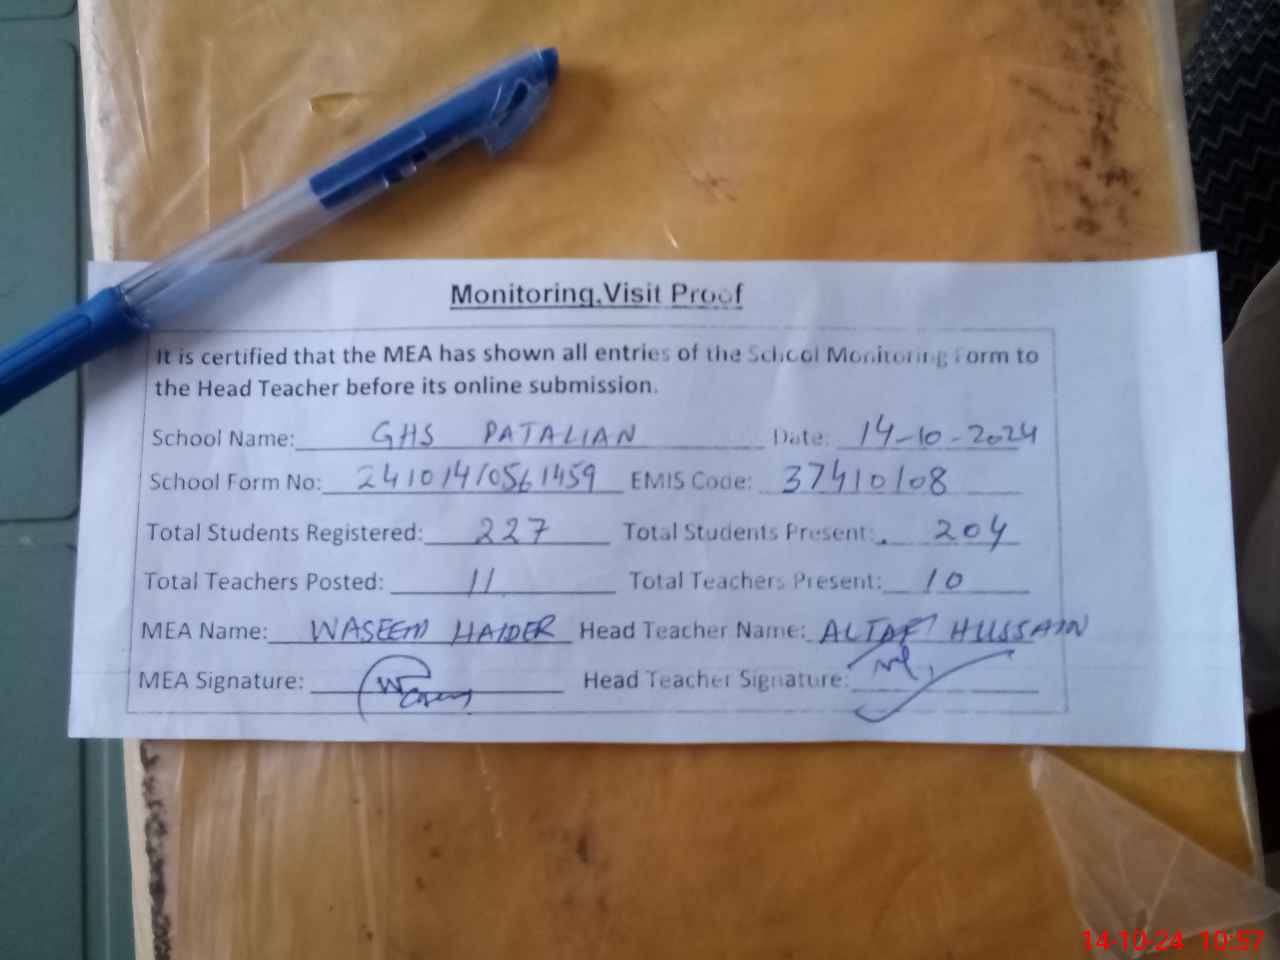 Monitoring Visit Proof
It is certified that the MEA has shown all entries of the School Monitoring Form to
the Head Teacher before its online submission.
School Name: GHS PATALIAN Date: 14-10-2024
School Form No: 24101410561459 EMIS Code: 37410108
Total Students Registered: 227 Total Students Present: 204
Total Teachers Posted: 11 Total Teachers Present: 10
MEA Name: WASEEM HAIDER Head Teacher Name: ALTAF HUSSAIN
MEA Signature: Head Teacher Signature:
14-10-24 10:57